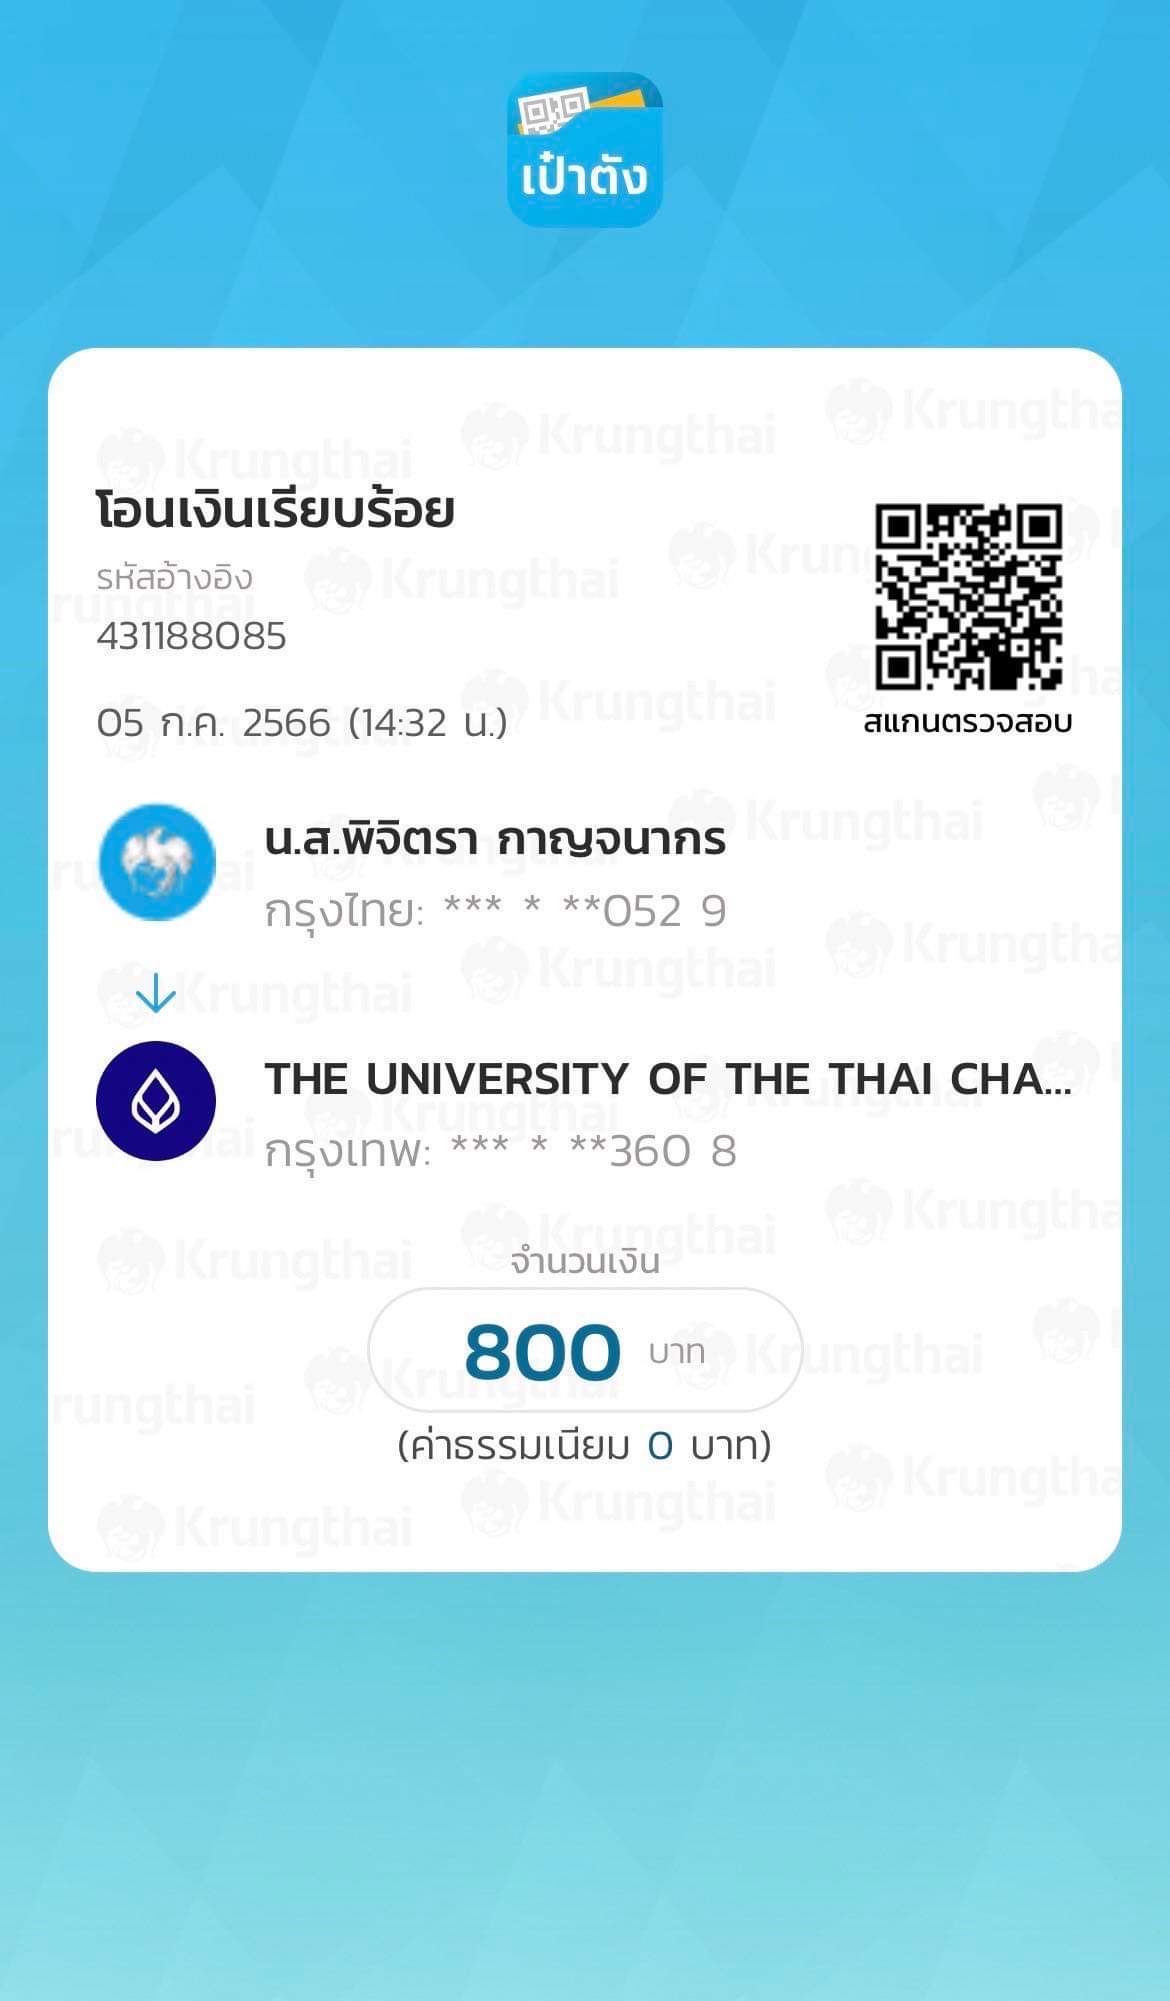 เป๋าตัง
โอนเงินเรียบร้อย
รหัสอ้างอิง
431188085
05 ก.ค. 2566 (14:32 น.)
สแกนตรวจสอบ
น.ส.พิจิตรา กาญจนากร
กรุงไทย: *** * **052 9
THE UNIVERSITY OF THE THAI CHA...
กรุงเทพ: *** * **360 8
จำนวนเงิน
800 บาท
(ค่าธรรมเนียม 0 บาท)
Krungthai